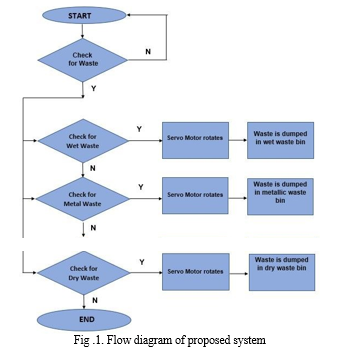 START
N
Check
for Waste
Y
Check for
Wet Waste
Y
Servo Motor rotates
Waste is dumped
in wet waste bin
N
Check for
Metal Waste
Y
Servo Motor rotates
Waste is dumped
in metallic waste
bin
N
Check for
Dry Waste
Y
Servo Motor rotates
Waste is dumped
in dry waste bin
N
END
Fig .1. Flow diagram of proposed system